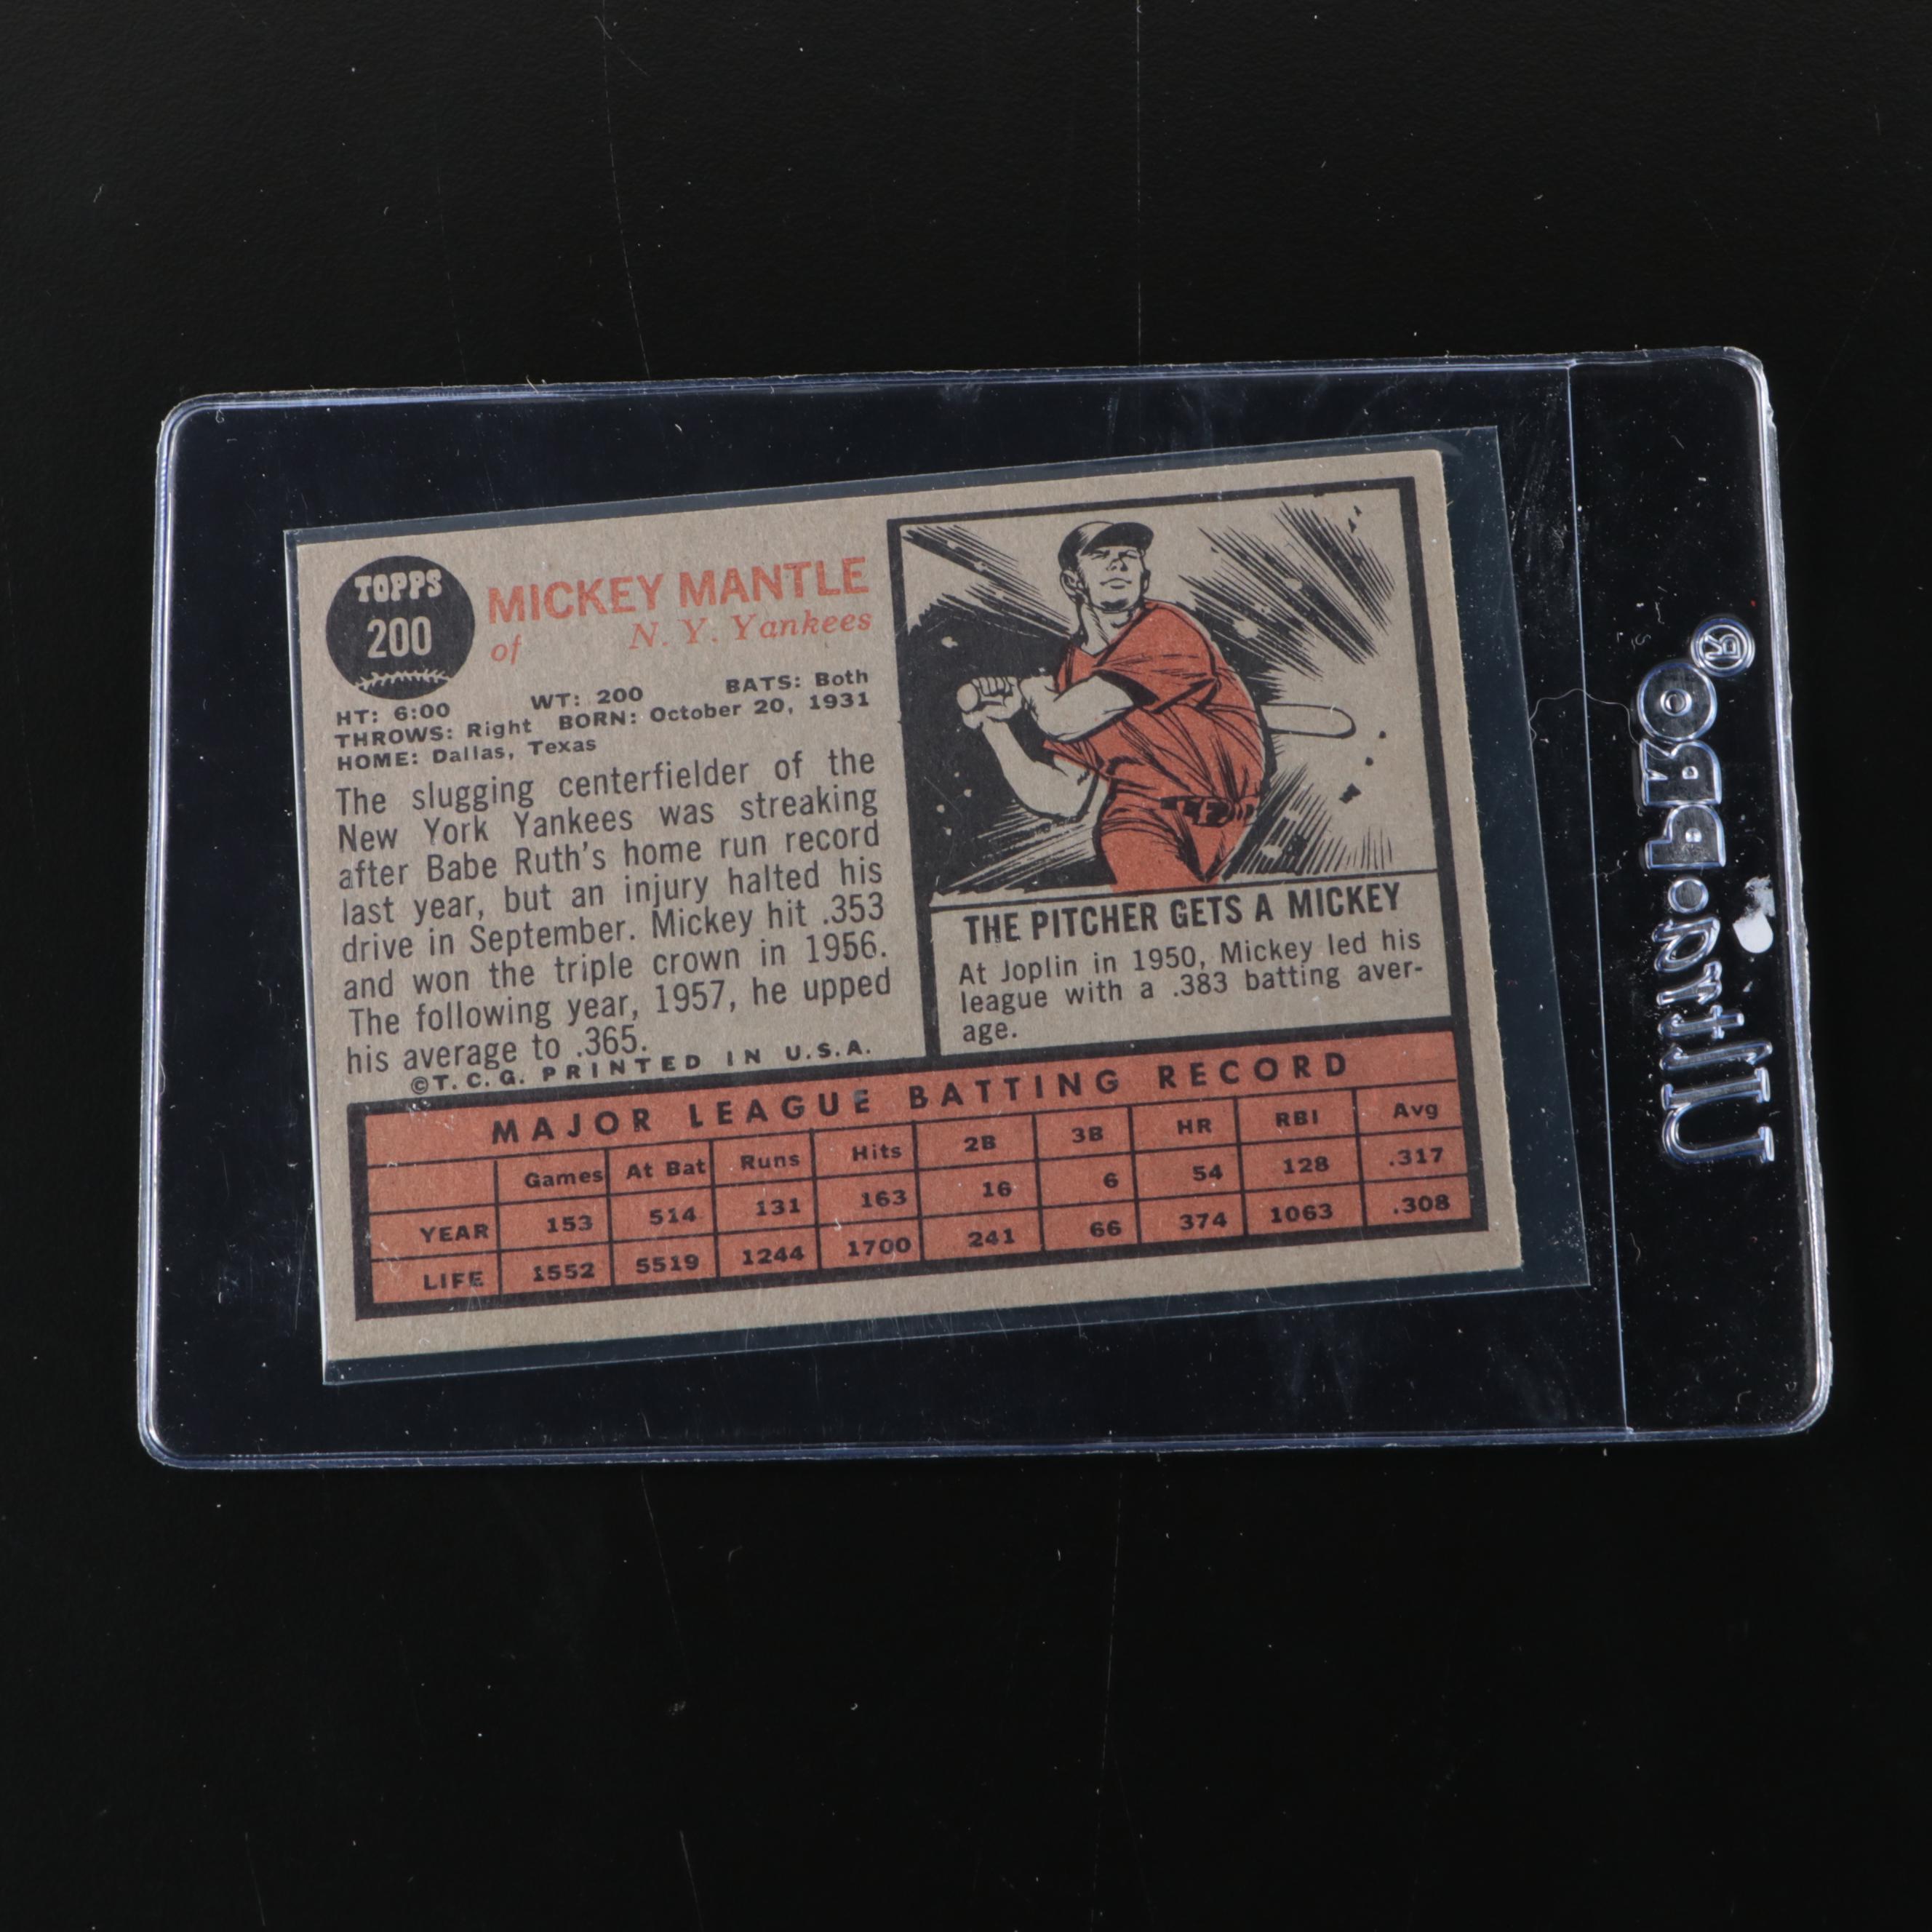 TOPPS
200
MICKEY MANTLE
of N. Y. Yankees
HT: 6:00 WT: 200 BATS: Both
THROWS: Right BORN: October 20, 1931
HOME: Dallas, Texas
The slugging centerfielder of the
New York Yankees was streaking
after Babe Ruth's home run record
last year, but an injury halted his
drive in September. Mickey hit .353
and won the triple crown in 1956.
The following year, 1957, he upped
his average to .365.
©T.C.G. PRINTED IN U.S.A.
THE PITCHER GETS A MICKEY
At Joplin in 1950, Mickey led his
league with a .383 batting aver-
age.
MAJOR LEAGUE BATTING RECORD
Games At Bat Runs Hits 2B 3B HR RBI Avg
YEAR 153 514 131 163 16 6 54 128 .317
LIFE 1552 5519 1244 1700 241 66 374 1063 .308
Ultra•PRO®